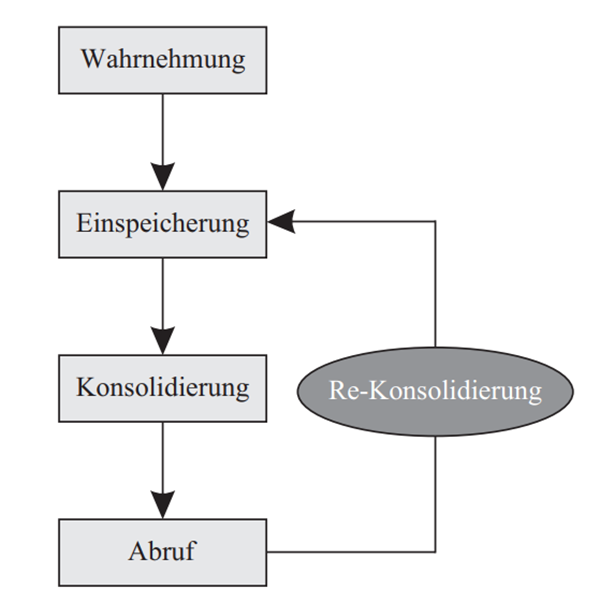 Wahrnehmung
Einspeicherung
Konsolidierung
Re-Konsolidierung
Abruf